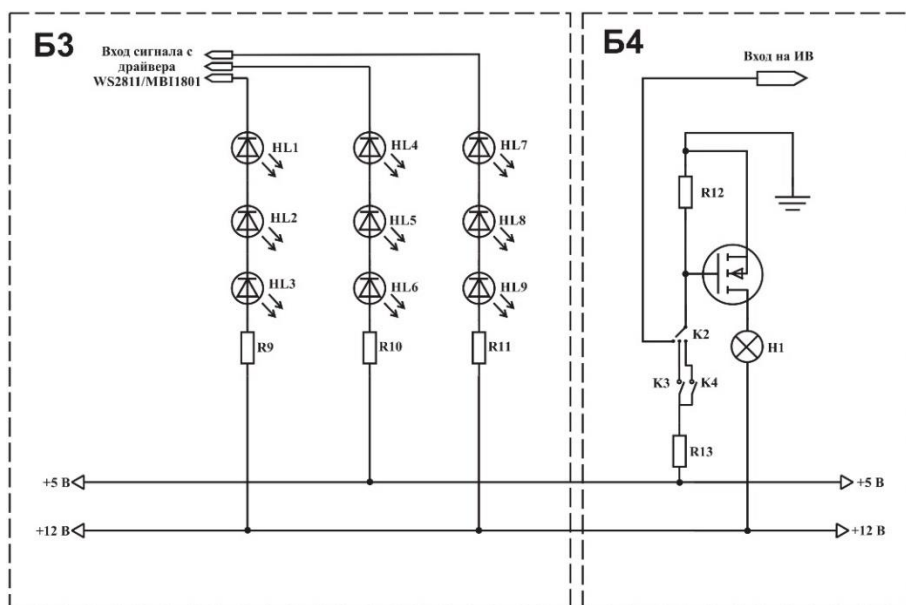 Б3
Вход сигнала с
драйвера
WS2811/MBI1801
HL1
HL4
HL7
HL2
HL5
HL8
HL3
HL6
HL9
R9
R10
R11
Б4
Вход на ИВ
R12
K2
H1
K3
K4
R13
+5 В
+5 В
+12 В
+12 В